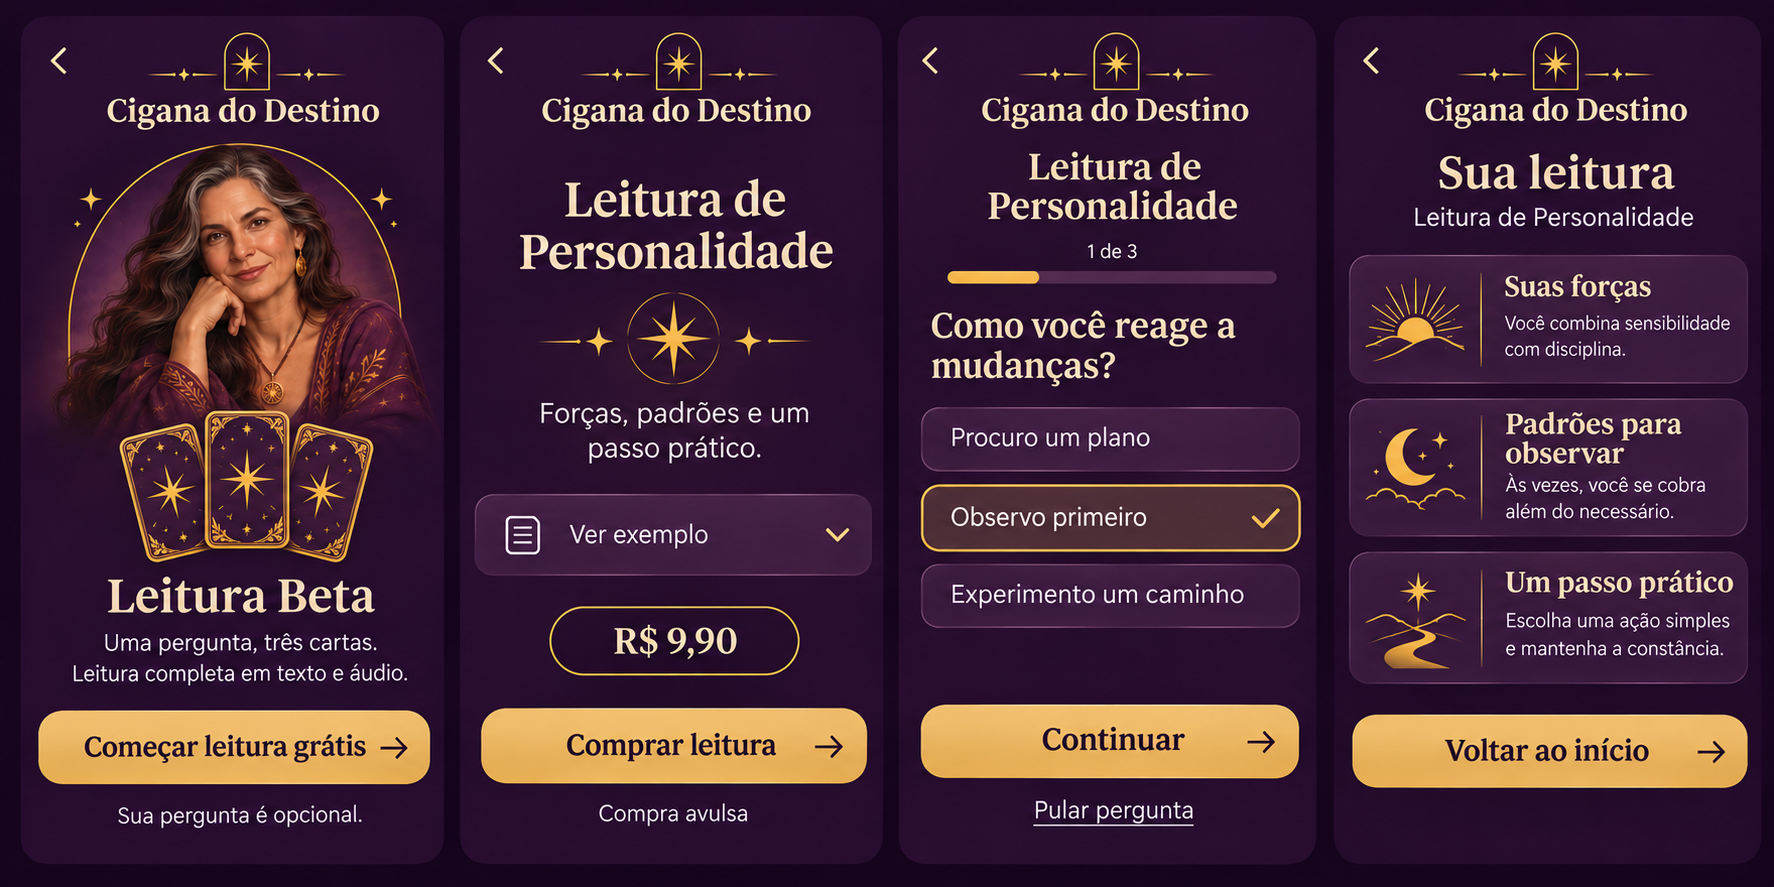 Cigana do Destino
Leitura Beta
Uma pergunta, três cartas.
Leitura completa em texto e áudio.
Começar leitura grátis →
Sua pergunta é opcional.
Cigana do Destino
Leitura de
Personalidade
Forças, padrões e um
passo prático.
Ver exemplo
R$ 9,90
Comprar leitura →
Compra avulsa
Cigana do Destino
Leitura de
Personalidade
1 de 3
Como você reage a
mudanças?
Procuro um plano
Observo primeiro
Experimento um caminho
Continuar →
Pular pergunta
Cigana do Destino
Sua leitura
Leitura de Personalidade
Suas forças
Você combina sensibilidade
com disciplina.
Padrões para
observar
Às vezes, você se cobra
além do necessário.
Um passo prático
Escolha uma ação simples
e mantenha a constância.
Voltar ao início →